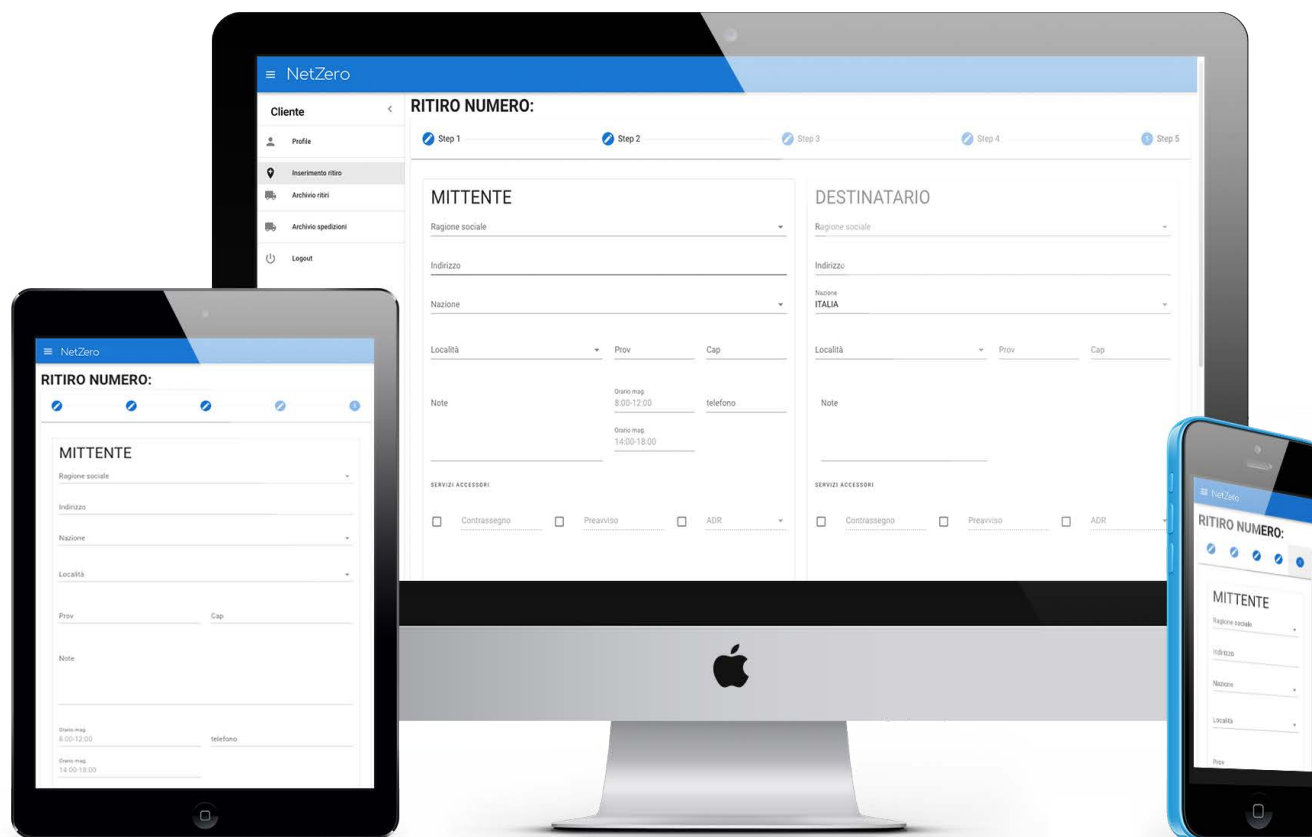 NetZero
Cliente
Profile
Inserimento ritiro
Archivio ritiri
Archivio spedizioni
Logout
RITIRO NUMERO:
Step 1 Step 2 Step 3 Step 4 5 Step 5
MITTENTE
Ragione sociale
Indirizzo
Nazione
Località Prov Cap
Note
Orario mag.
8:00-12:00
telefono
Orario mag.
14:00-18:00
SERVIZI ACCESSORI
Contrassegno Preavviso ADR
DESTINATARIO
Ragione sociale
Indirizzo
Nazione
ITALIA
Località Prov Cap
Note
SERVIZI ACCESSORI
Contrassegno Preavviso ADR
NetZero
RITIRO NUMERO:
5
MITTENTE
Ragione sociale
Indirizzo
Nazione
Località
Prov Cap
Note
Orario mag.
8:00-12:00
telefono
Orario mag.
14:00-18:00
NetZero
RITIRO NUMERO:
5
MITTENTE
Ragione sociale
Indirizzo
Nazione
Località
Prov